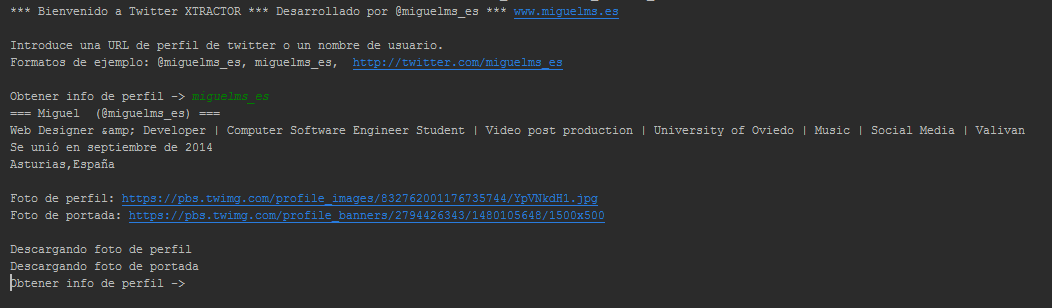 *** Bienvenido a Twitter XTRACTOR *** Desarrollado por @miguelms_es *** www.miguelms.es
Introduce una URL de perfil de twitter o un nombre de usuario.
Formatos de ejemplo: @miguelms_es, miguelms_es,  http://twitter.com/miguelms_es
Obtener info de perfil -> miguelms_es
=== Miguel  (@miguelms_es) ===
Web Designer &amp; Developer | Computer Software Engineer Student | Video post production | University of Oviedo | Music | Social Media | Valivan
Se unió en septiembre de 2014
Asturias,España
Foto de perfil: https://pbs.twimg.com/profile_images/832762001176735744/YpVNkdH1.jpg
Foto de portada: https://pbs.twimg.com/profile_banners/2794426343/1480105648/1500x500
Descargando foto de perfil
Descargando foto de portada
Obtener info de perfil ->